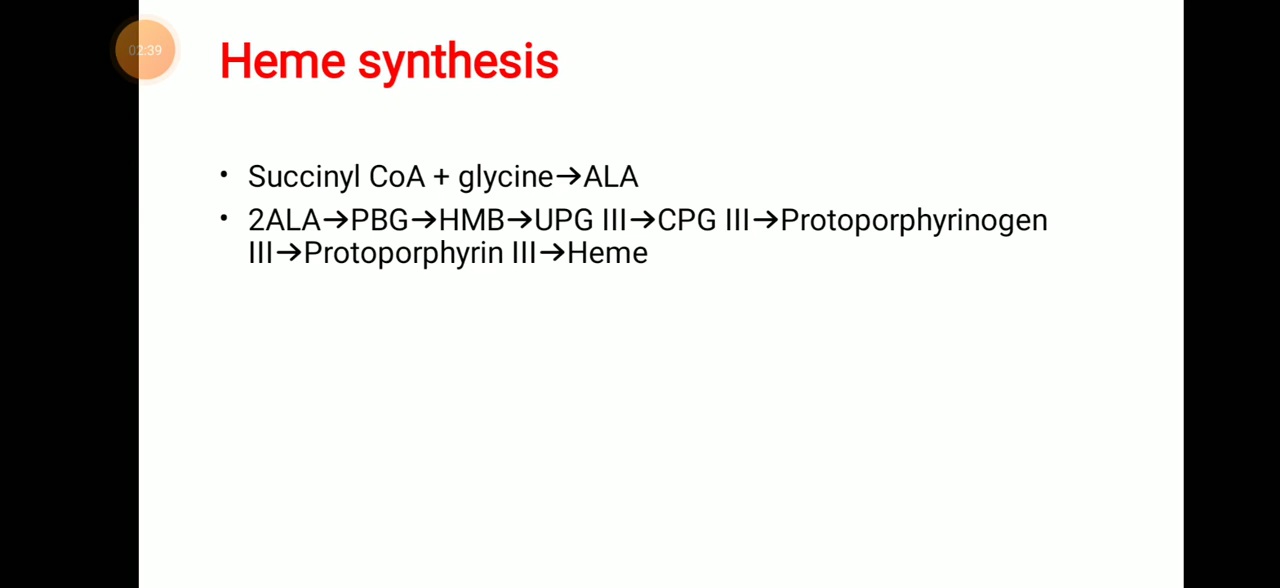 02:39
Heme synthesis
• Succinyl CoA + glycine→ALA
• 2ALA→PBG→HMB→UPG III→CPG III→Protoporphyrinogen
III→Protoporphyrin III→Heme